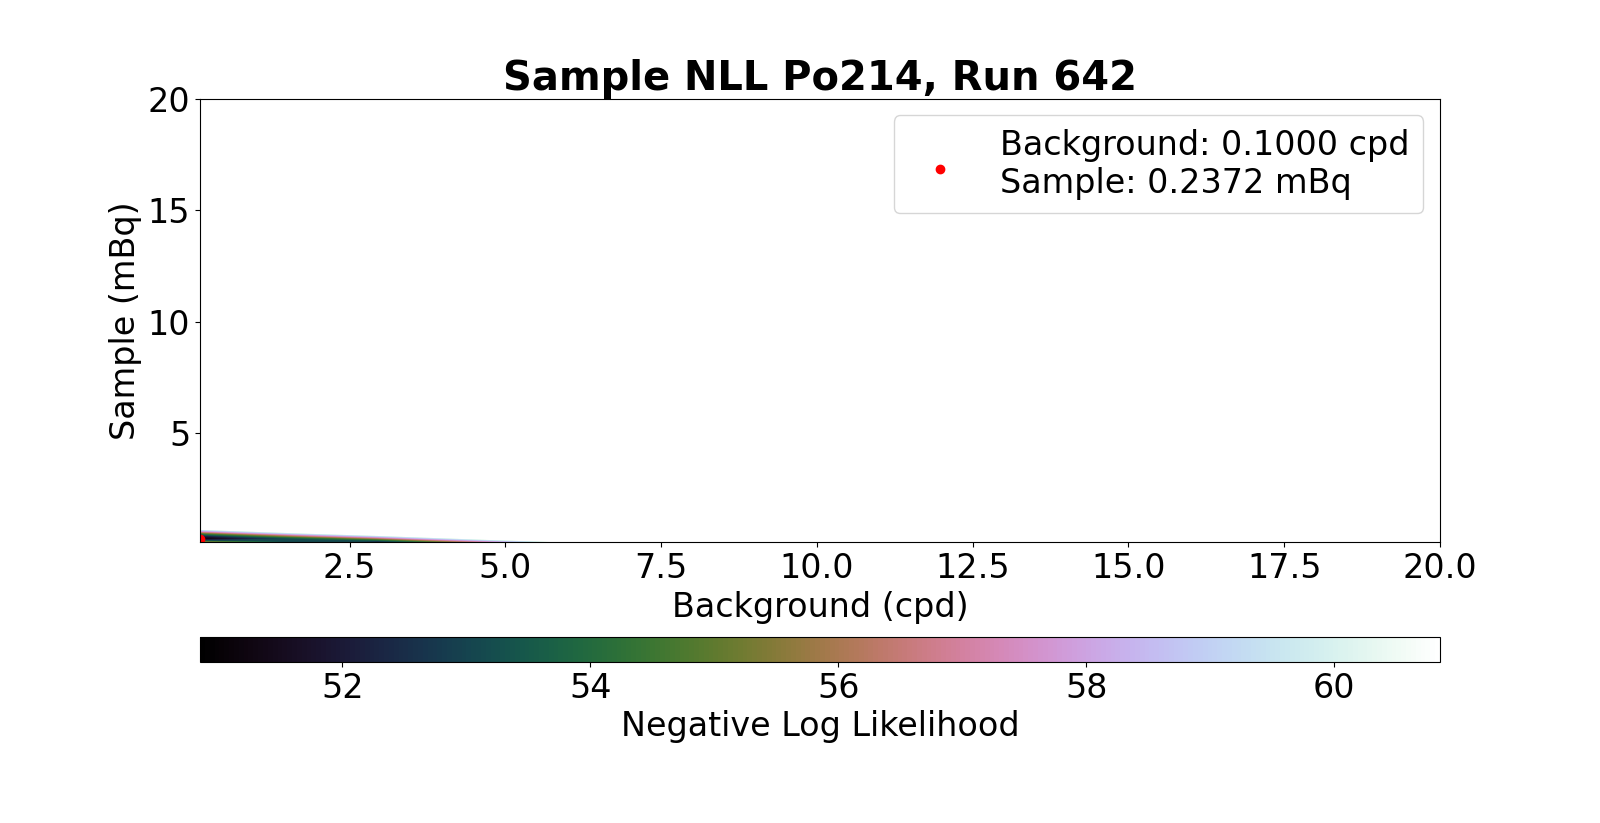 Sample NLL Po214, Run 642
20
15
10
5
Sample (mBq)
Background: 0.1000 cpd
Sample: 0.2372 mBq
2.5 5.0 7.5 10.0 12.5 15.0 17.5 20.0
Background (cpd)
52 54 56 58 60
Negative Log Likelihood